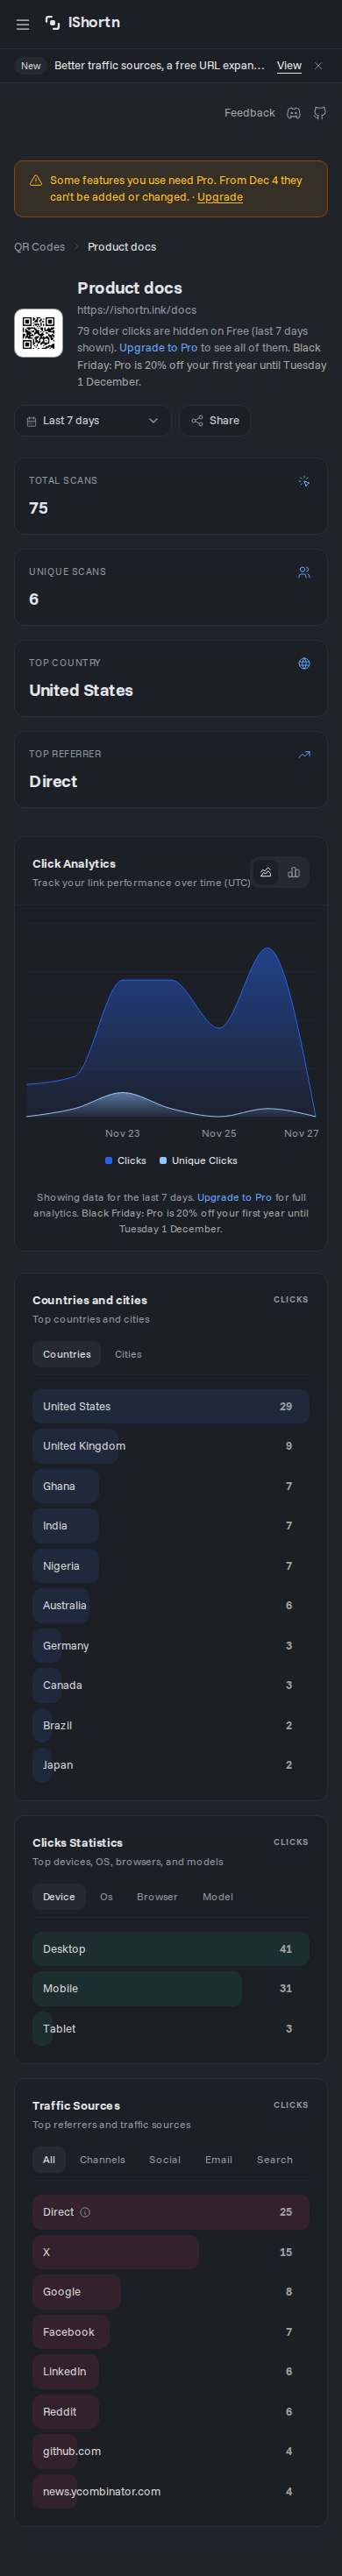 IShortn
New Better traffic sources, a free URL expan... View
Feedback
Some features you use need Pro. From Dec 4 they
can't be added or changed. · Upgrade
QR Codes Product docs
Product docs
https://ishortn.ink/docs
79 older clicks are hidden on Free (last 7 days
shown). Upgrade to Pro to see all of them. Black
Friday: Pro is 20% off your first year until Tuesday
1 December.
Last 7 days Share
TOTAL SCANS
75
UNIQUE SCANS
6
TOP COUNTRY
United States
TOP REFERRER
Direct
Click Analytics
Track your link performance over time (UTC)
Nov 23 Nov 25 Nov 27
Clicks Unique Clicks
Showing data for the last 7 days. Upgrade to Pro for full
analytics. Black Friday: Pro is 20% off your first year until
Tuesday 1 December.
Countries and cities CLICKS
Top countries and cities
Countries Cities
United States 29
United Kingdom 9
Ghana 7
India 7
Nigeria 7
Australia 6
Germany 3
Canada 3
Brazil 2
Japan 2
Clicks Statistics CLICKS
Top devices, OS, browsers, and models
Device Os Browser Model
Desktop 41
Mobile 31
Tablet 3
Traffic Sources CLICKS
Top referrers and traffic sources
All Channels Social Email Search
Direct 25
X 15
Google 8
Facebook 7
LinkedIn 6
Reddit 6
github.com 4
news.ycombinator.com 4